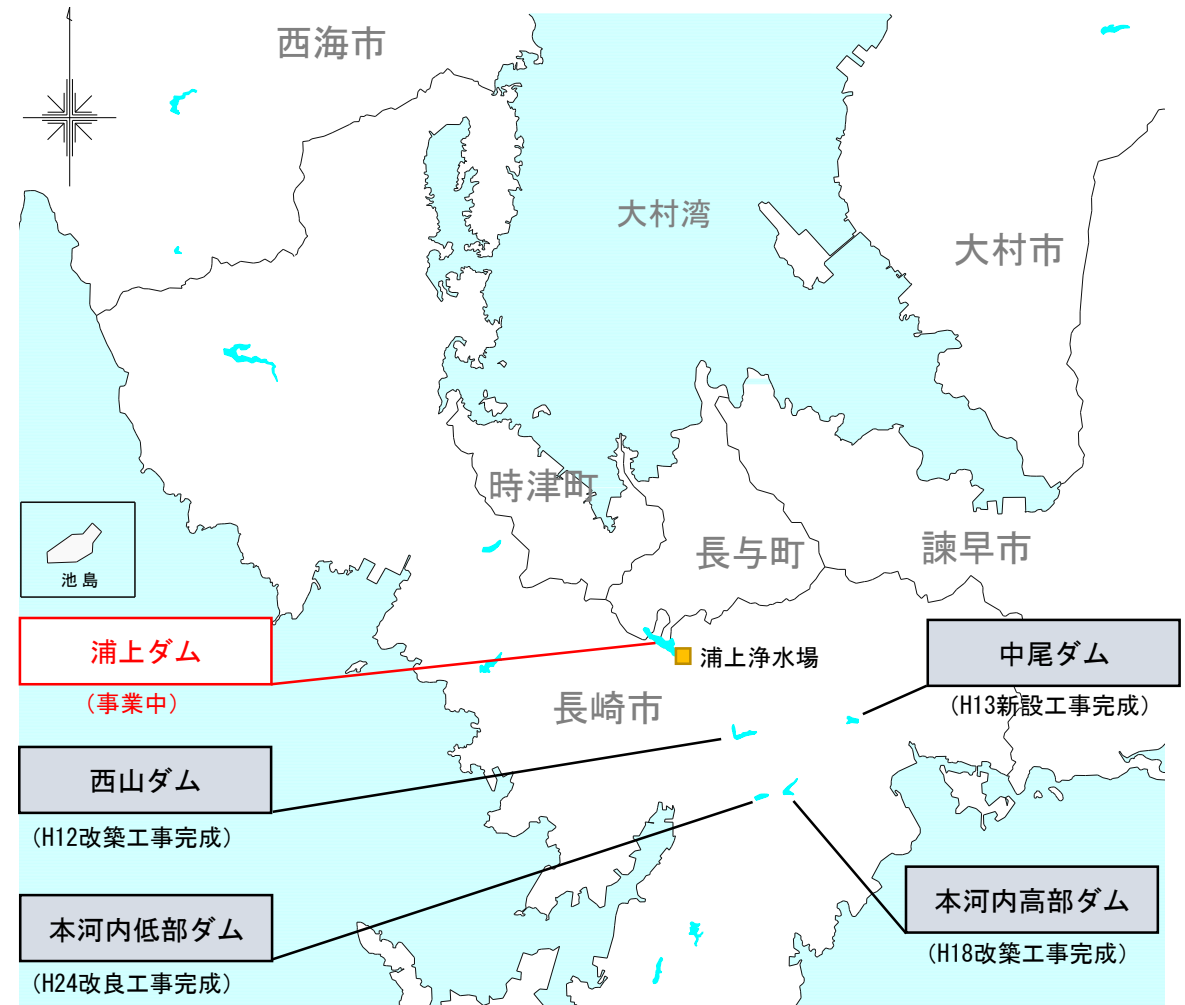 西海市
大村湾
大村市
時津町
長与町
諫早市
池島
浦上ダム
（事業中）
浦上浄水場
中尾ダム
（H13新設工事完成）
長崎市
西山ダム
（H12改築工事完成）
本河内低部ダム
（H24改良工事完成）
本河内高部ダム
（H18改築工事完成）